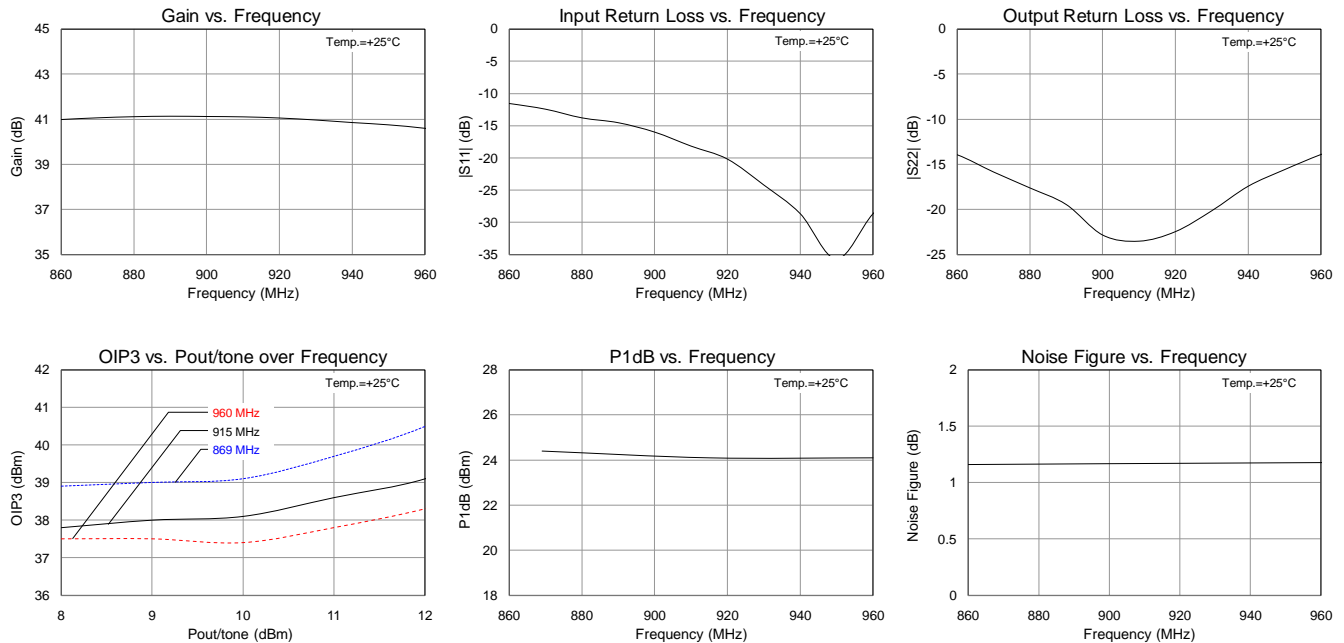 Gain vs. Frequency
Temp.=+25°C
45
43
41
39
37
35
Gain (dB)
860 880 900 920 940 960
Frequency (MHz)
Input Return Loss vs. Frequency
Temp.=+25°C
0
-5
-10
-15
-20
-25
-30
-35
|S11| (dB)
860 880 900 920 940 960
Frequency (MHz)
Output Return Loss vs. Frequency
Temp.=+25°C
0
-5
-10
-15
-20
-25
|S22| (dB)
860 880 900 920 940 960
Frequency (MHz)
OIP3 vs. Pout/tone over Frequency
Temp.=+25°C
42
41
40
39
38
37
36
OIP3 (dBm)
960 MHz
915 MHz
869 MHz
8 9 10 11 12
Pout/tone (dBm)
P1dB vs. Frequency
Temp.=+25°C
28
26
24
22
20
18
P1dB (dBm)
860 880 900 920 940 960
Frequency (MHz)
Noise Figure vs. Frequency
Temp.=+25°C
2
1.5
1
0.5
0
Noise Figure (dB)
860 880 900 920 940 960
Frequency (MHz)